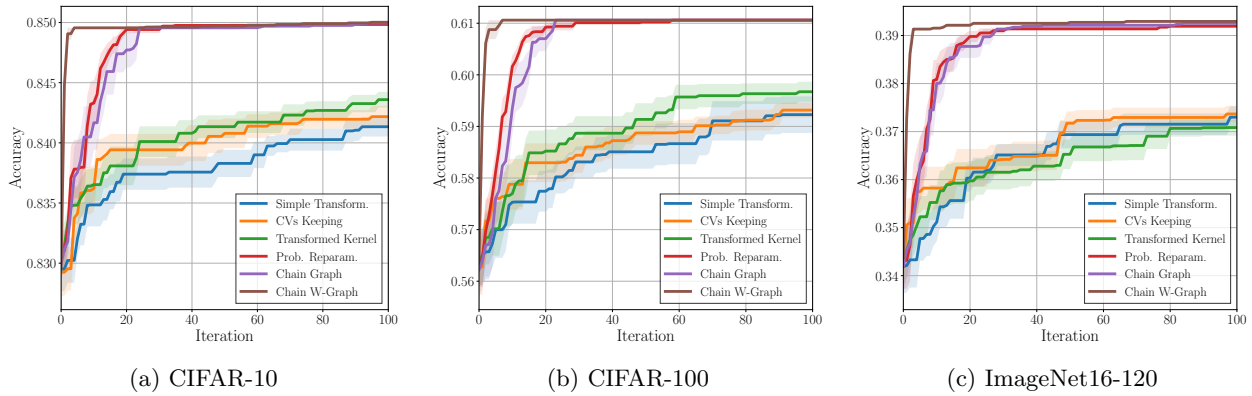 0.850
0.845
0.840
0.835
0.830
Accuracy
Simple Transform.
CVs Keeping
Transformed Kernel
Prob. Reparam.
Chain Graph
Chain W-Graph
0 20 40 60 80 100
Iteration
(a) CIFAR-10
0.61
0.60
0.59
0.58
0.57
0.56
Accuracy
Simple Transform.
CVs Keeping
Transformed Kernel
Prob. Reparam.
Chain Graph
Chain W-Graph
0 20 40 60 80 100
Iteration
(b) CIFAR-100
0.39
0.38
0.37
0.36
0.35
0.34
Accuracy
Simple Transform.
CVs Keeping
Transformed Kernel
Prob. Reparam.
Chain Graph
Chain W-Graph
0 20 40 60 80 100
Iteration
(c) ImageNet16-120